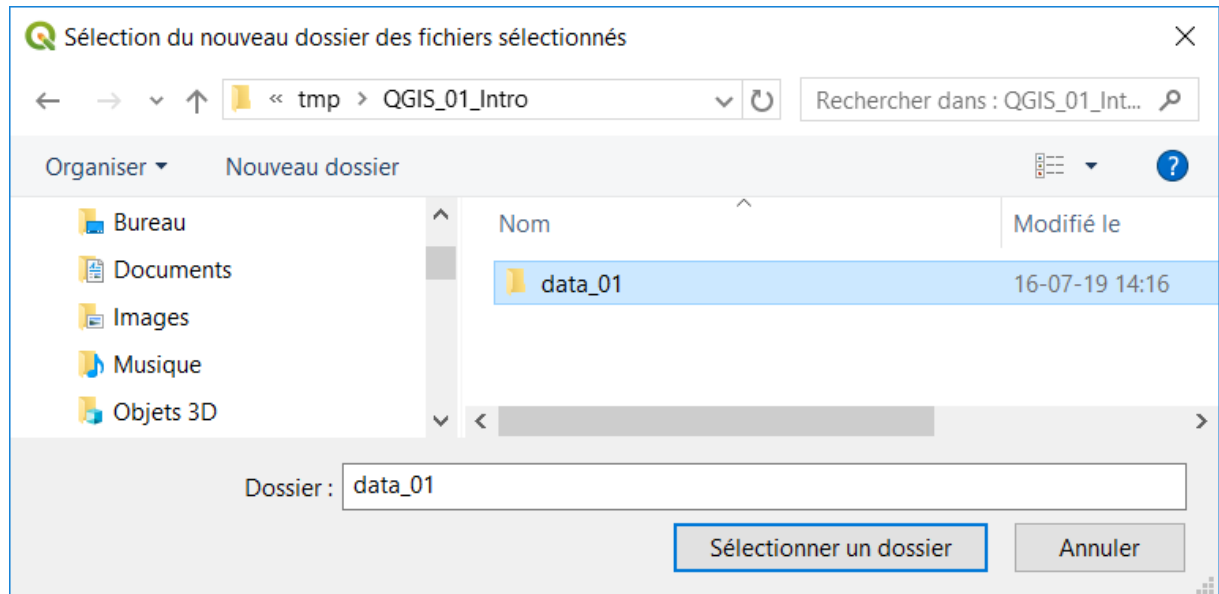 Sélection du nouveau dossier des fichiers sélectionnés
« tmp > QGIS_01_Intro
Rechercher dans : QGIS_01_Int...
Organiser
Nouveau dossier
Bureau
Documents
Images
Musique
Objets 3D
Nom
Modifié le
data_01
16-07-19 14:16
Dossier : data_01
Sélectionner un dossier
Annuler